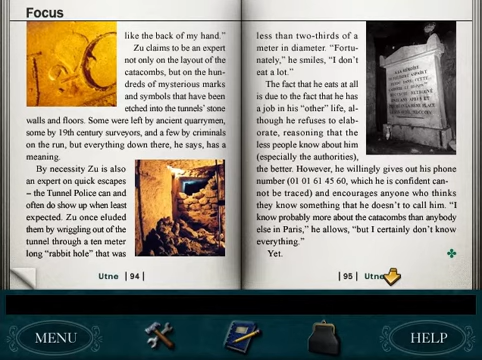 Focus
like the back of my hand."
Zu claims to be an expert
not only on the layout of the
catacombs, but on the hun-
dreds of mysterious marks
and symbols that have been
etched into the tunnels' stone
walls and floors. Some were left by ancient quarrymen,
some by 19th century surveyors, and a few by criminals
on the run, but everything down there, he says, has a
meaning.
By necessity Zu is also
an expert on quick escapes
– the Tunnel Police can and
often do show up when least
expected. Zu once eluded
them by wriggling out of the
tunnel through a ten meter
long "rabbit hole" that was
Utne | 94 |
less than two-thirds of a
meter in diameter. "Fortu-
nately," he smiles, "I don't
eat a lot."
The fact that he eats at all
is due to the fact that he has
a job in his "other" life, al-
though he refuses to elab-
orate, reasoning that the
less people know about him
(especially the authorities),
the better. However, he willingly gives out his phone
number (01 01 61 45 60, which he is confident can-
not be traced) and encourages anyone who thinks
they know something that he doesn't to call him. "I
know probably more about the catacombs than anybody
else in Paris," he allows, "but I certainly don't know
everything."
Yet.
| 95 | Utne
MENU
HELP